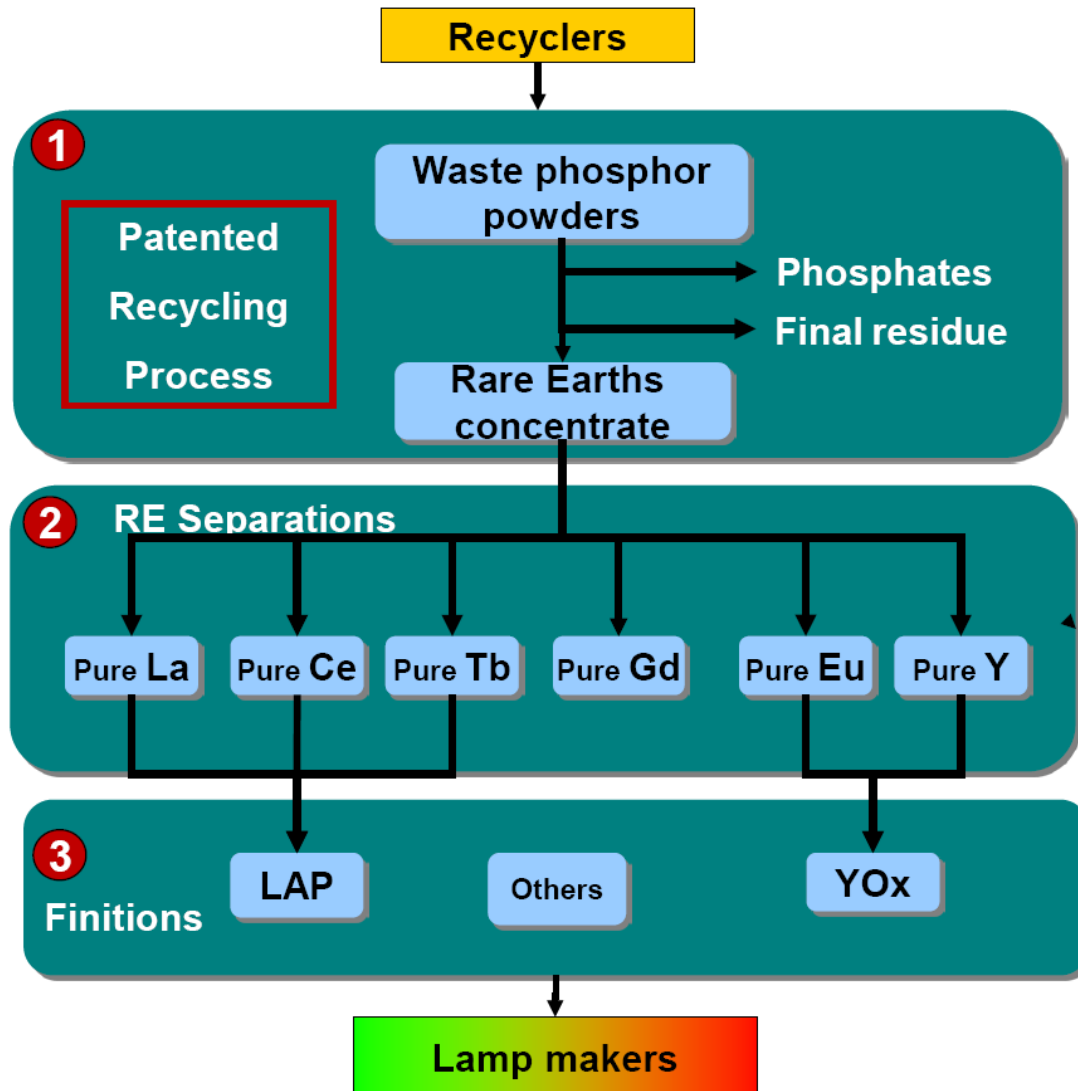 Recyclers
1
Waste phosphor
powders
Patented
Recycling
Process
Phosphates
Final residue
Rare Earths
concentrate
2
RE Separations
Pure La
Pure Ce
Pure Tb
Pure Gd
Pure Eu
Pure Y
3
Finitions
LAP
Others
YOx
Lamp makers